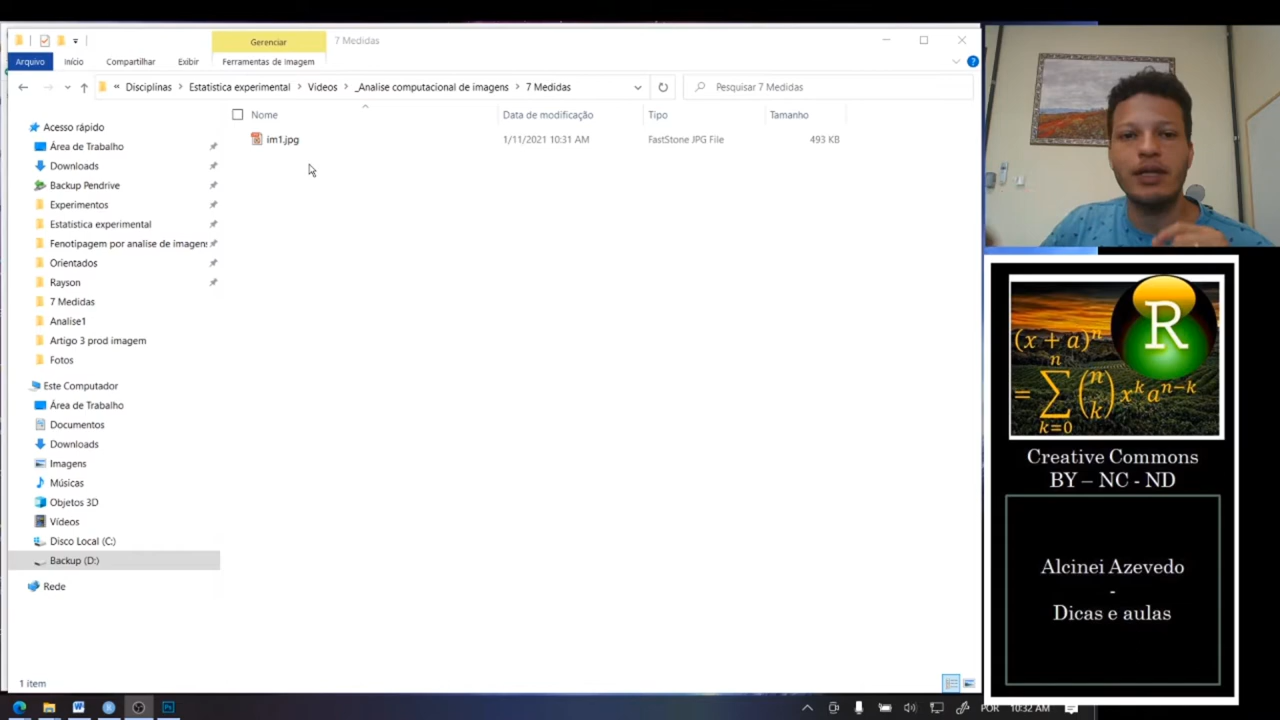 Gerenciar
7 Medidas
Arquivo
Início
Compartilhar
Exibir
Ferramentas de Imagem
« Disciplinas > Estatistica experimental > Vídeos > _Analise computacional de imagens > 7 Medidas
Pesquisar 7 Medidas
Nome
Data de modificação
Tipo
Tamanho
im1.jpg
1/11/2021 10:31 AM
FastStone JPG File
493 KB
Acesso rápido
Área de Trabalho
Downloads
Backup Pendrive
Experimentos
Estatistica experimental
Fenotipagem por analise de imagens
Orientados
Rayson
7 Medidas
Analise1
Artigo 3 prod imagem
Fotos
Este Computador
Área de Trabalho
Documentos
Downloads
Imagens
Músicas
Objetos 3D
Vídeos
Disco Local (C:)
Backup (D:)
Rede
1 item
POR
10:32 AM
R
(x + a)^n
= ∑_{k=0}^{n} (n k) x^k a^{n-k}
Creative Commons
BY – NC - ND
Alcinei Azevedo
-
Dicas e aulas